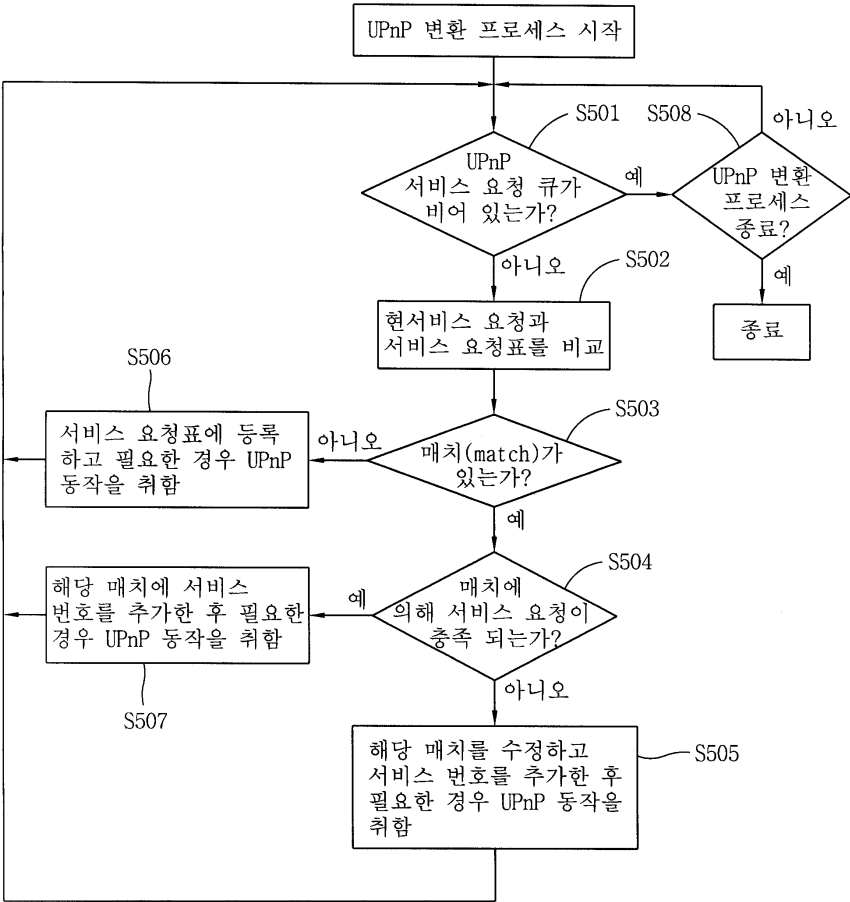 UPnP 변환 프로세스 시작
S501
S508
아니오
UPnP
서비스 요청 큐가
비어 있는가?
예
UPnP 변환
프로세스
종료?
아니오
S502
예
현서비스 요청과
서비스 요청표를 비교
종료
S506
S503
서비스 요청표에 등록
하고 필요한 경우 UPnP
동작을 취함
아니오
매치(match)가
있는가?
예
S504
해당 매치에 서비스
번호를 추가한 후 필요한
경우 UPnP 동작을 취함
예
매치에
의해 서비스 요청이
충족 되는가?
S507
아니오
S505
해당 매치를 수정하고
서비스 번호를 추가한 후
필요한 경우 UPnP 동작을
취함